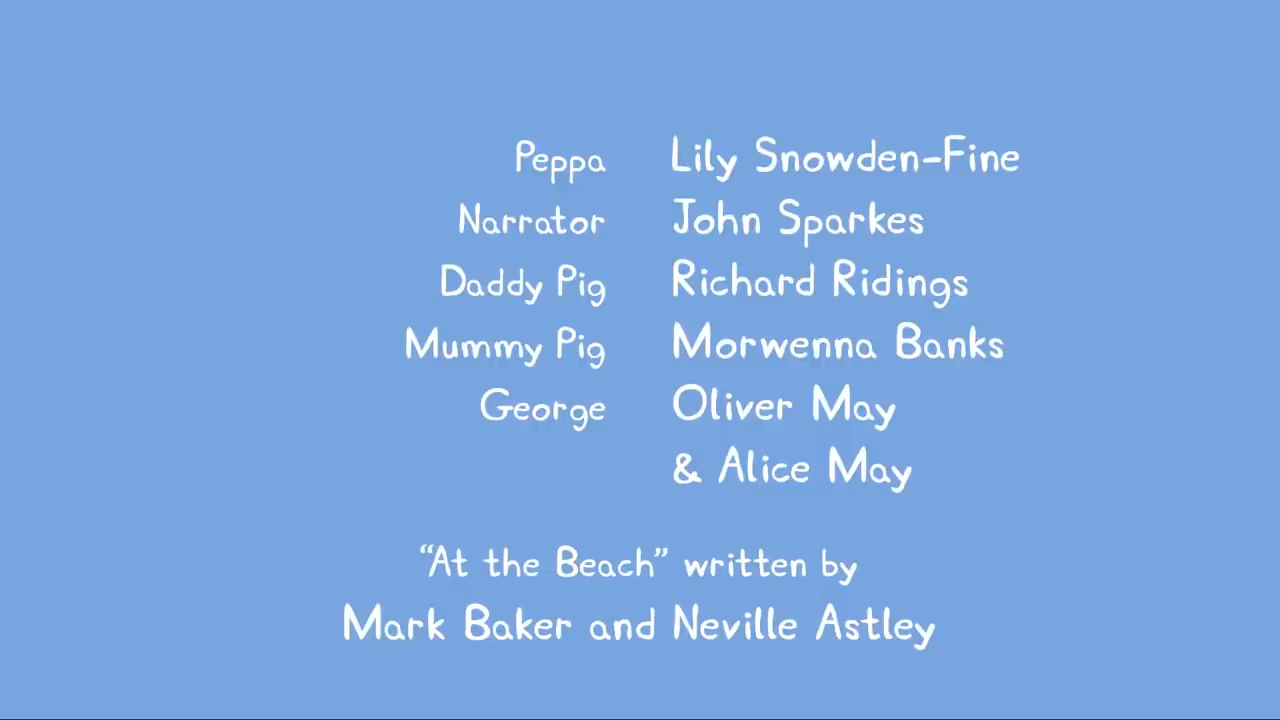 Peppa Lily Snowden-Fine
Narrator John Sparkes
Daddy Pig Richard Ridings
Mummy Pig Morwenna Banks
George Oliver May
& Alice May
“At the Beach” written by
Mark Baker and Neville Astley